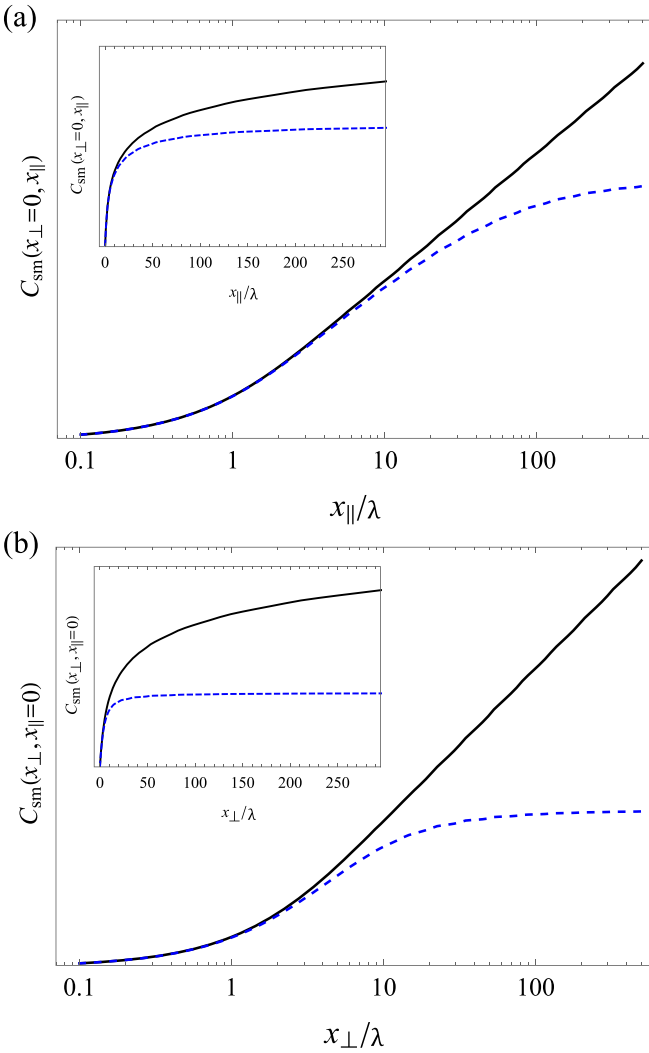 (a)
C_sm(x_⊥=0, x_∥)
C_sm(x_⊥=0, x_∥)
0 50 100 150 200 250
x_∥/λ
0.1 1 10 100
x_∥/λ
(b)
C_sm(x_⊥, x_∥=0)
C_sm(x_⊥, x_∥=0)
0 50 100 150 200 250
x_⊥/λ
0.1 1 10 100
x_⊥/λ